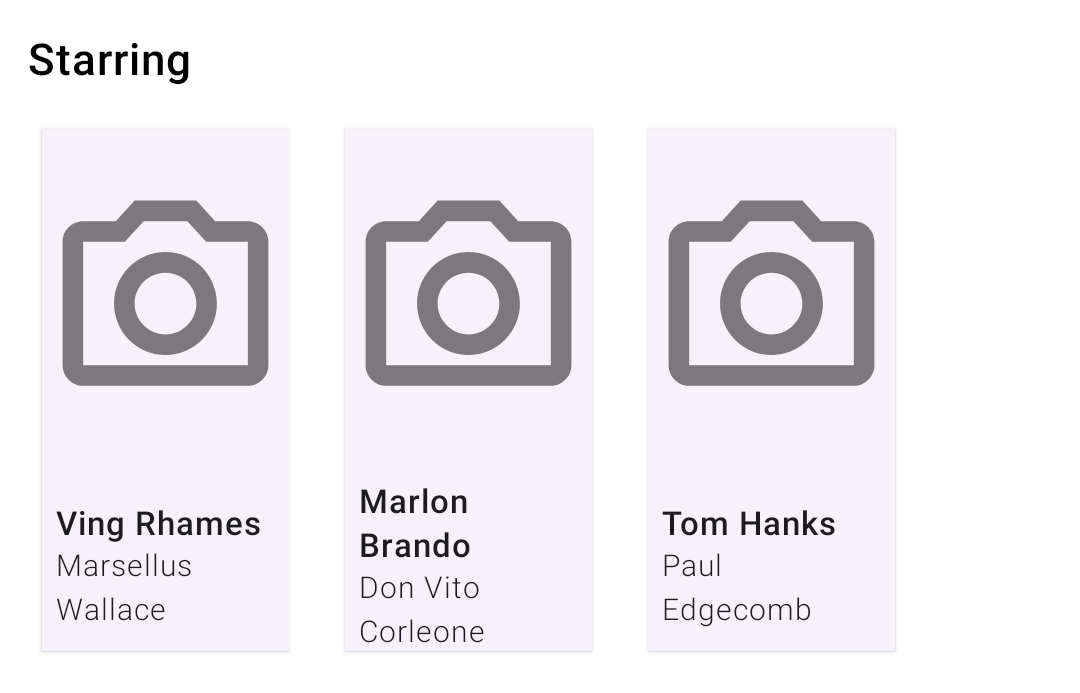 Starring
Ving Rhames
Marsellus
Wallace
Marlon
Brando
Don Vito
Corleone
Tom Hanks
Paul
Edgecomb